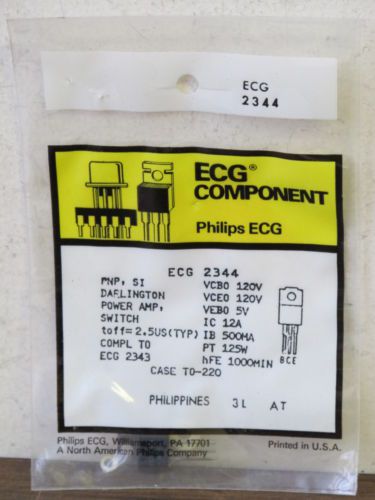 ECG
2344
ECG®
COMPONENT
Philips ECG
ECG 2344
PNP, SI VCBO 120V
DARLINGTON VCEO 120V
POWER AMP, VEBO 5V
SWITCH IC 12A
toff=2.5US(TYP) IB 500MA
COMPL TO PT 125W
ECG 2343 hFE 1000MIN
BCE
CASE TO-220
PHILIPPINES 3L AT
Philips ECG, Williamsport, PA 17701 Printed in U.S.A.
A North American Philips Company